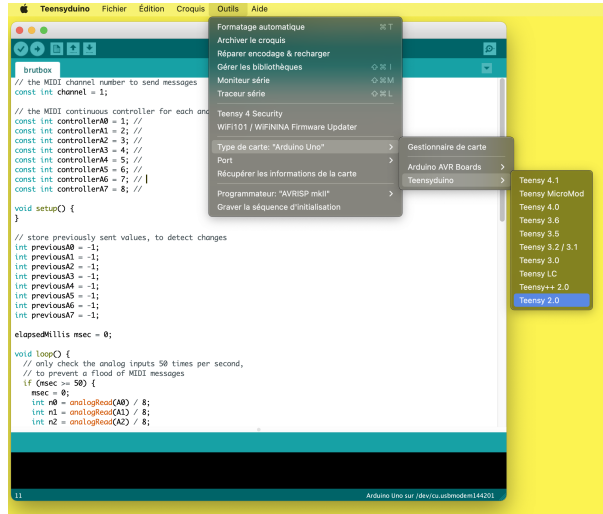 Teensyduino Fichier Édition Croquis Outils Aide
brutbox
// the MIDI channel number to send messages
const int channel = 1;
// the MIDI continuous controller for each and
const int controllerA0 = 1; //
const int controllerA1 = 2; //
const int controllerA2 = 3; //
const int controllerA3 = 4; //
const int controllerA4 = 5; //
const int controllerA5 = 6; //
const int controllerA6 = 7; //
const int controllerA7 = 8; //
void setup() {
}
// store previously sent values, to detect changes
int previousA0 = -1;
int previousA1 = -1;
int previousA2 = -1;
int previousA3 = -1;
int previousA4 = -1;
int previousA5 = -1;
int previousA6 = -1;
int previousA7 = -1;
elapsedMillis msec = 0;
void loop() {
// only check the analog inputs 50 times per second,
// to prevent a flood of MIDI messages
if (msec >= 50) {
msec = 0;
int n0 = analogRead(A0) / 8;
int n1 = analogRead(A1) / 8;
int n2 = analogRead(A2) / 8;
11
Arduino Uno sur /dev/cu.usbmodem144201
Formatage automatique ⌘ T
Archiver le croquis
Réparer encodage & recharger
Gérer les bibliothèques ⇧ ⌘ I
Moniteur série ⇧ ⌘ M
Traceur série ⇧ ⌘ L
Teensy 4 Security
WiFi101 / WiFiNINA Firmware Updater
Type de carte: "Arduino Uno" >
Port >
Récupérer les informations de la carte
Programmateur: "AVRISP mkII" >
Graver la séquence d'initialisation
Gestionnaire de carte
Arduino AVR Boards >
Teensyduino >
Teensy 4.1
Teensy MicroMod
Teensy 4.0
Teensy 3.6
Teensy 3.5
Teensy 3.2 / 3.1
Teensy 3.0
Teensy LC
Teensy++ 2.0
Teensy 2.0